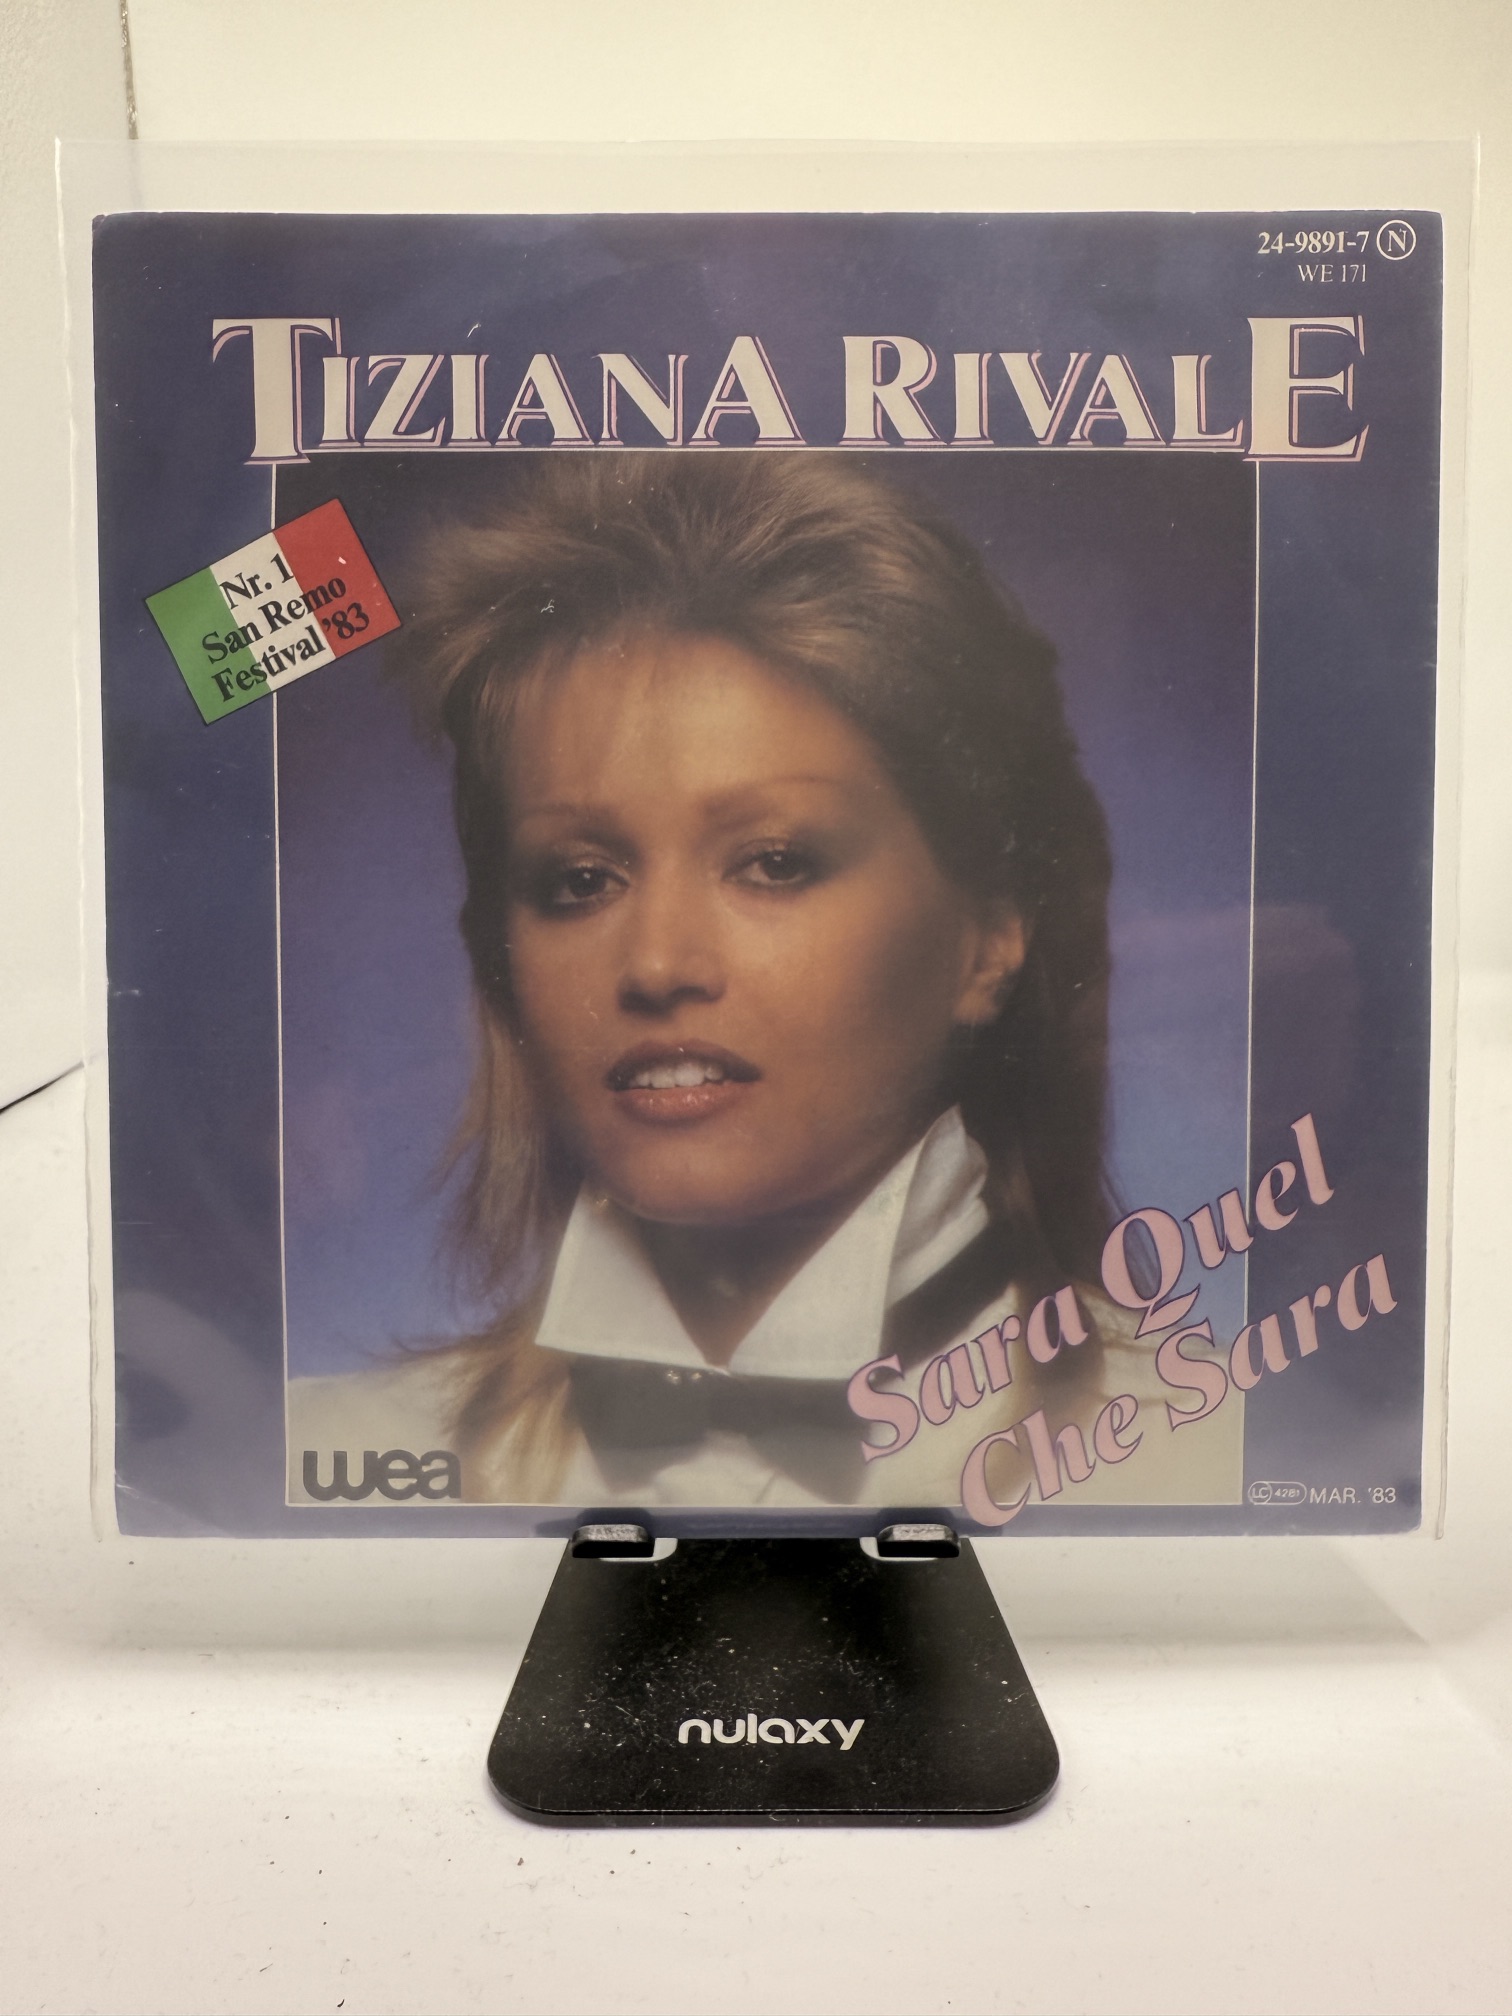 24-9891-7 N
WE 171
TIZIANA RIVALE
Nr. 1
San Remo
Festival '83
Sara Quel
Che Sara
wea
LC 4281 MAR. '83
nulaxy